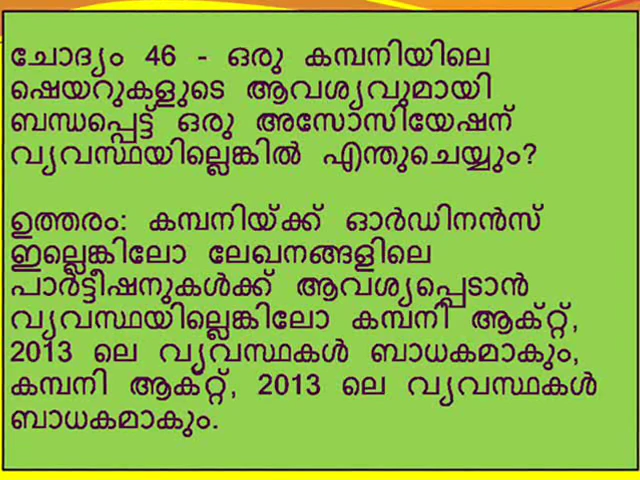 ചോദ്യം 46 - ഒരു കമ്പനിയിലെ
ഷെയറുകളുടെ ആവശ്യവുമായി
ബന്ധപ്പെട്ട് ഒരു അസോസിയേഷന്
വ്യവസ്ഥയില്ലെങ്കിൽ എന്തുചെയ്യും?
ഉത്തരം: കമ്പനിയ്ക്ക് ഓർഡിനൻസ്
ഇല്ലെങ്കിലോ ലേഖനങ്ങളിലെ
പാർട്ടീഷനുകൾക്ക് ആവശ്യപ്പെടാൻ
വ്യവസ്ഥയില്ലെങ്കിലോ കമ്പനി ആക്റ്റ്,
2013 ലെ വ്യവസ്ഥകൾ ബാധകമാകും,
കമ്പനി ആക്റ്റ്, 2013 ലെ വ്യവസ്ഥകൾ
ബാധകമാകും.